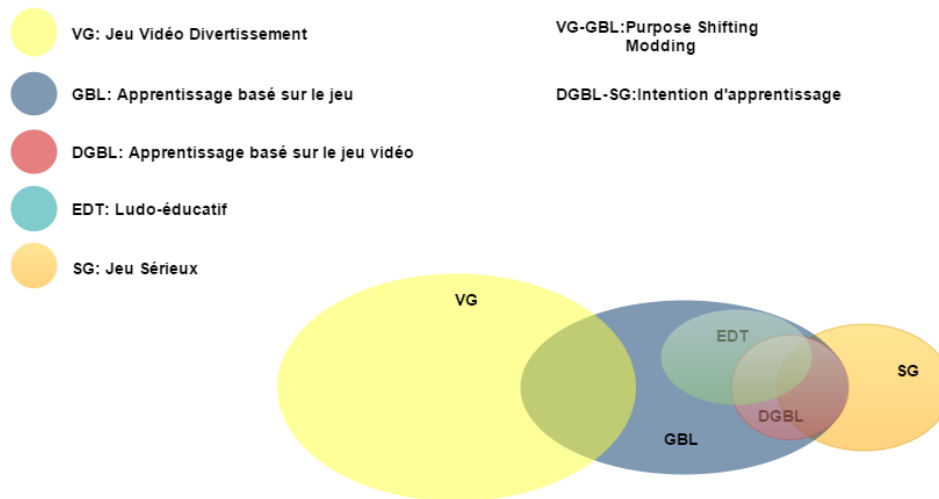 VG: Jeu Vidéo Divertissement
GBL: Apprentissage basé sur le jeu
DGBL: Apprentissage basé sur le jeu vidéo
EDT: Ludo-éducatif
SG: Jeu Sérieux
VG-GBL:Purpose Shifting
Modding
DGBL-SG:Intention d'apprentissage
VG
EDT
SG
DGBL
GBL